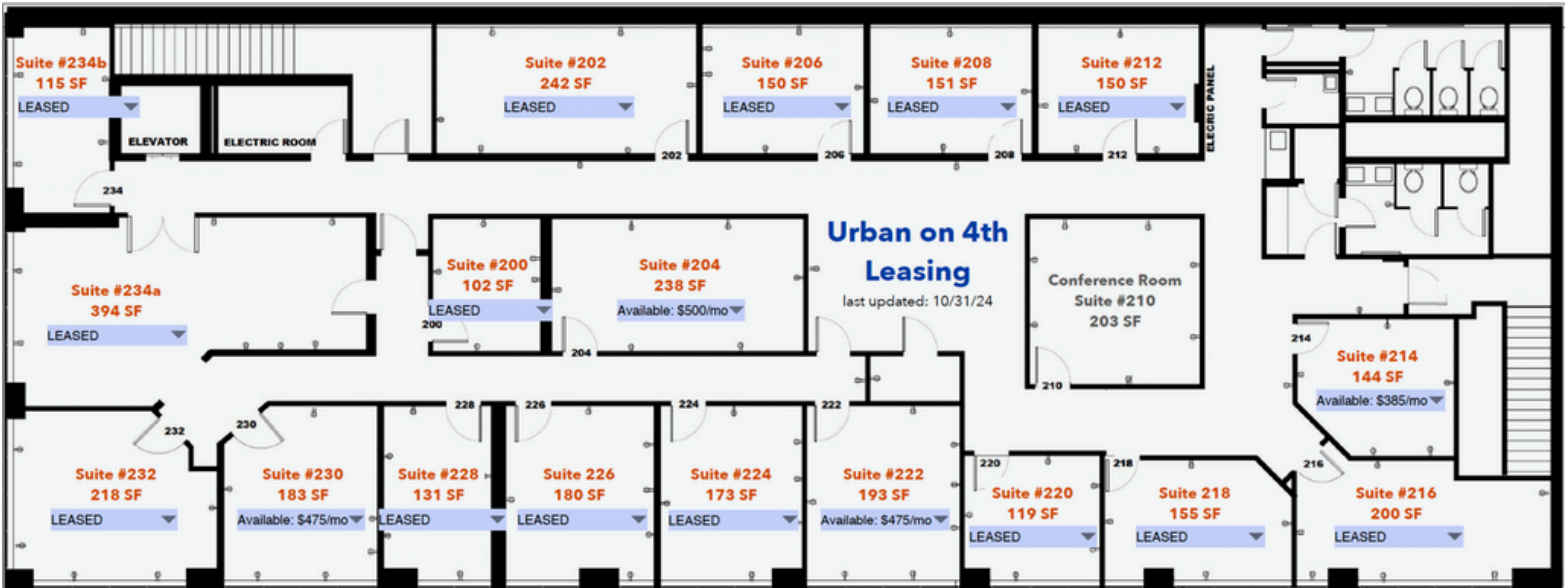 Suite #234b
115 SF
LEASED
ELEVATOR
ELECTRIC ROOM
Suite #202
242 SF
LEASED
202
Suite #206
150 SF
LEASED
206
Suite #208
151 SF
LEASED
208
Suite #212
150 SF
LEASED
212
ELECRIC PANEL
234
Suite #234a
394 SF
LEASED
Suite #200
102 SF
LEASED
200
Suite #204
238 SF
Available: $500/mo
204
Urban on 4th
Leasing
last updated: 10/31/24
Conference Room
Suite #210
203 SF
210
214
Suite #214
144 SF
Available: $385/mo
232
Suite #232
218 SF
LEASED
230
Suite #230
183 SF
Available: $475/mo
228
Suite #228
131 SF
LEASED
226
Suite 226
180 SF
LEASED
224
Suite #224
173 SF
LEASED
222
Suite #222
193 SF
Available: $475/mo
220
Suite #220
119 SF
LEASED
218
Suite 218
155 SF
LEASED
216
Suite #216
200 SF
LEASED